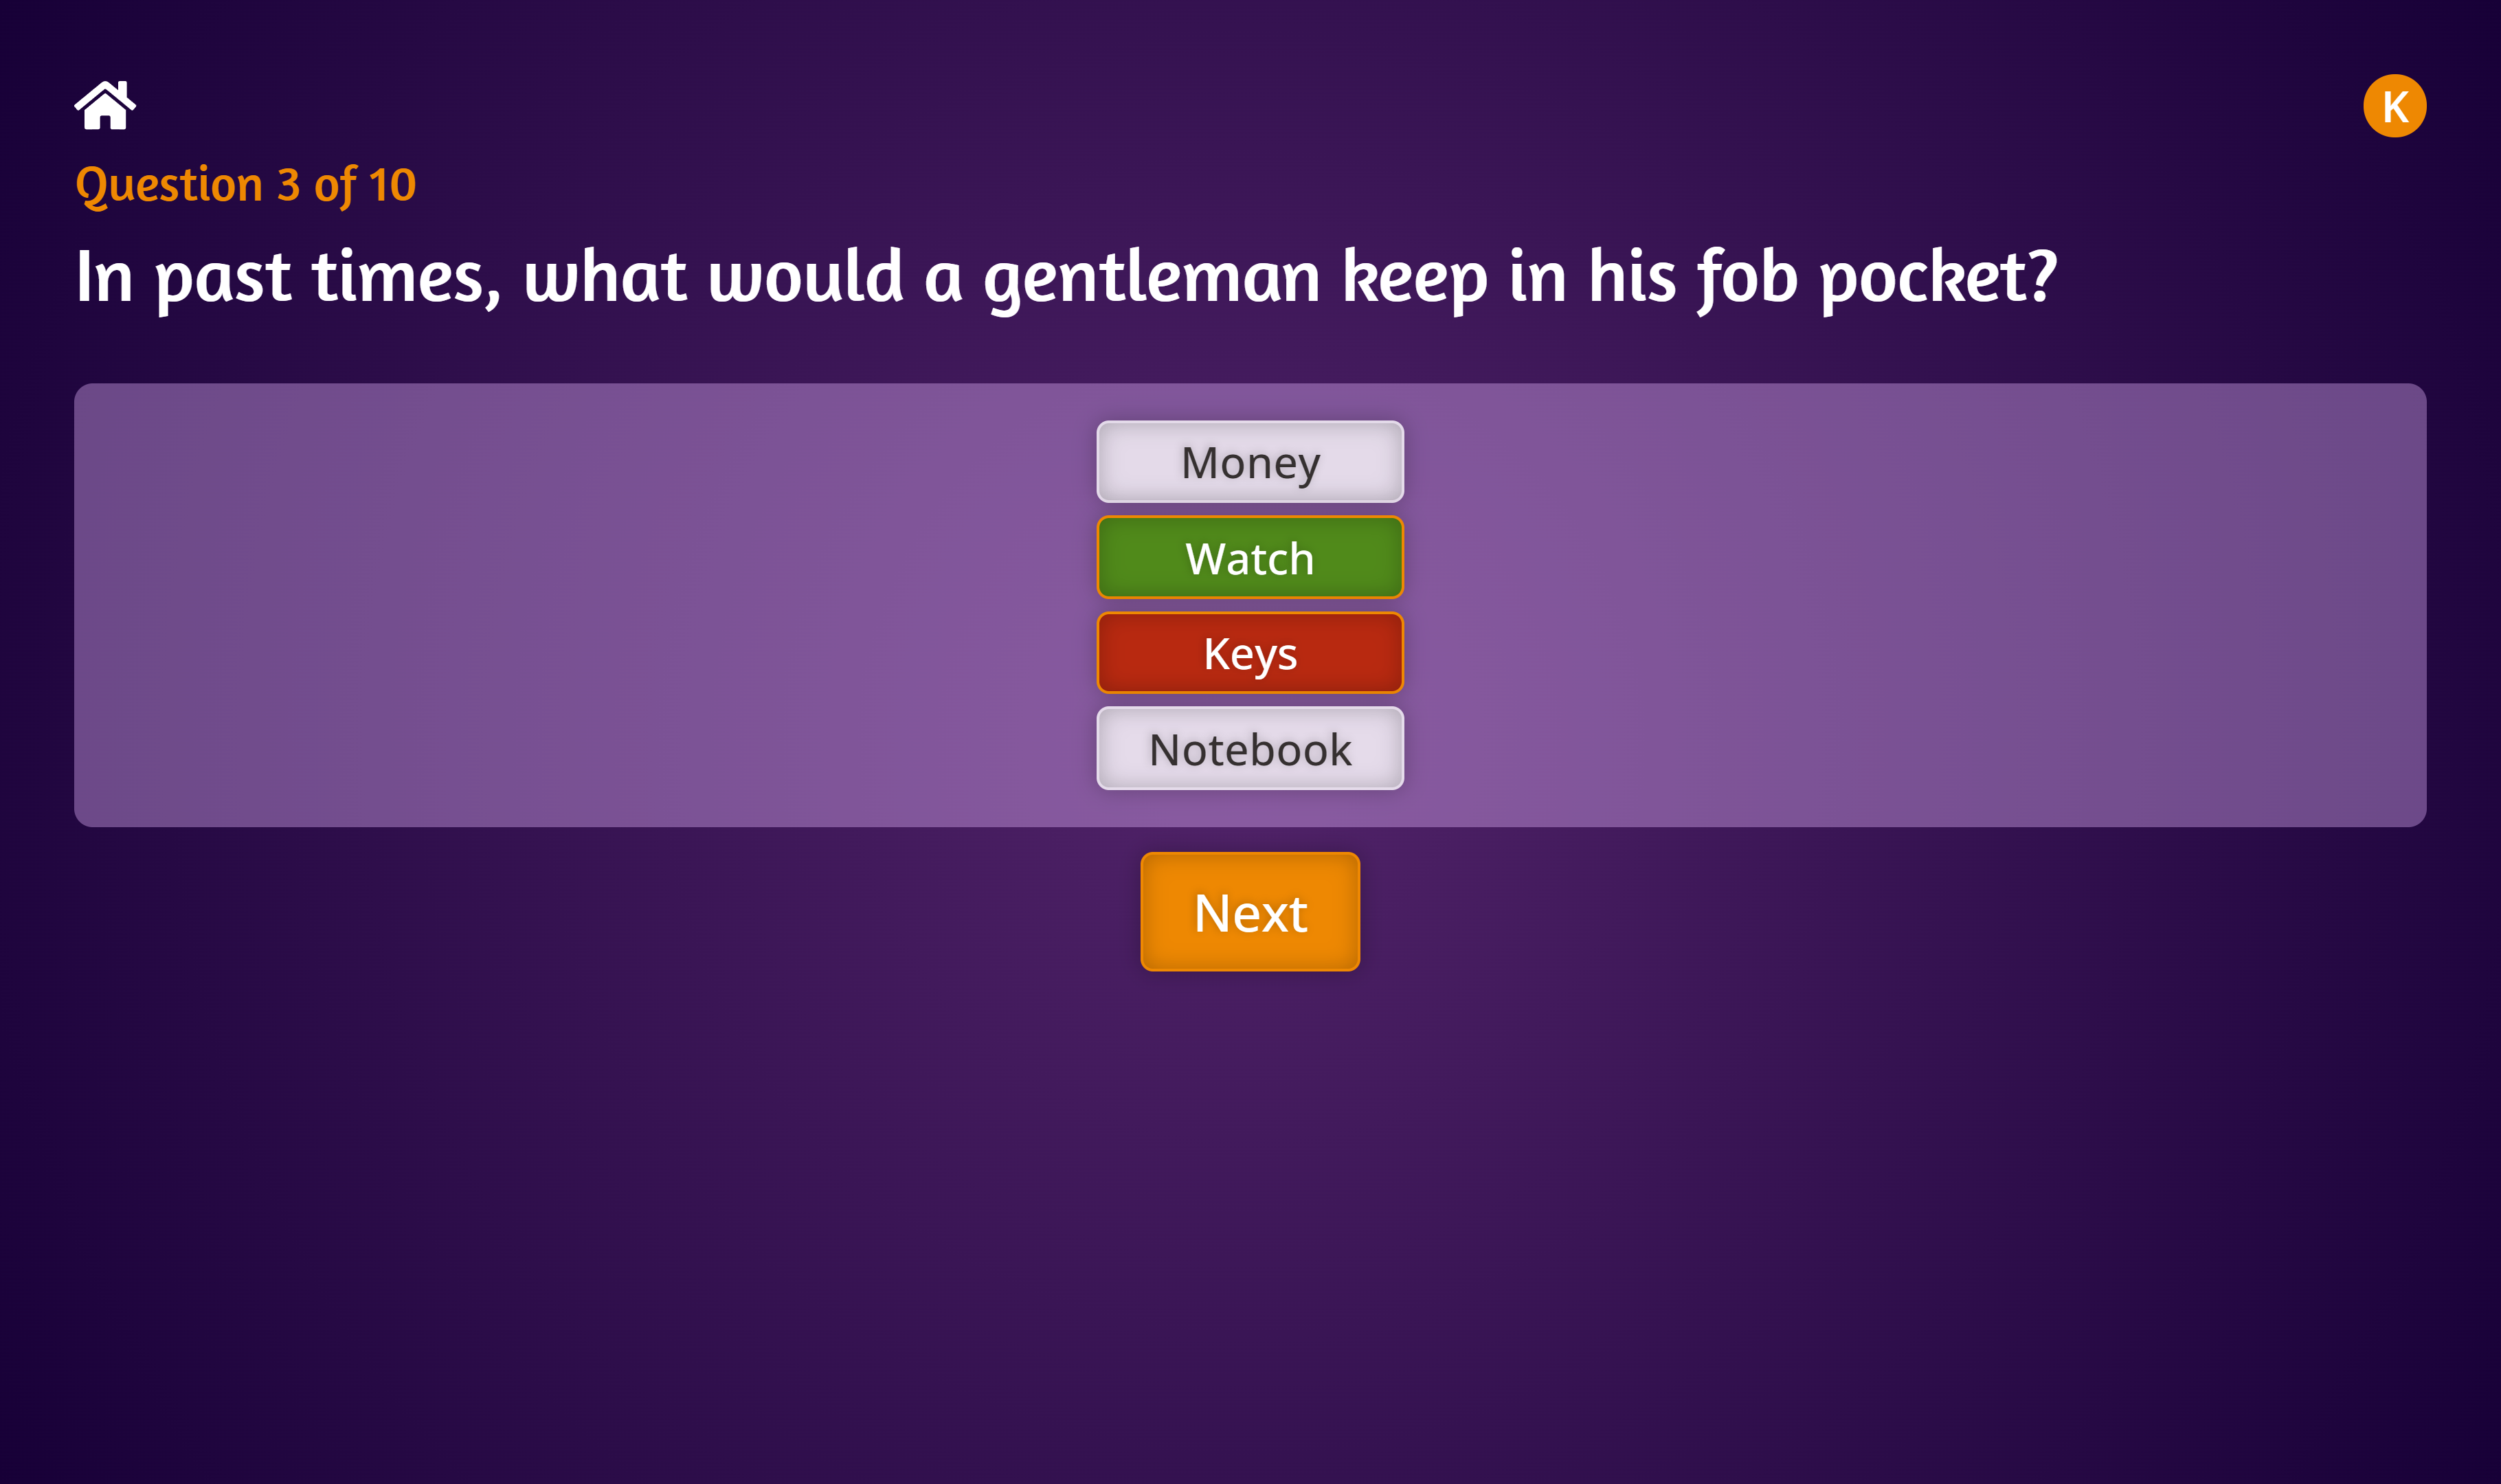 K
Question 3 of 10
In past times, what would a gentleman keep in his fob pocket?
Money
Watch
Keys
Notebook
Next